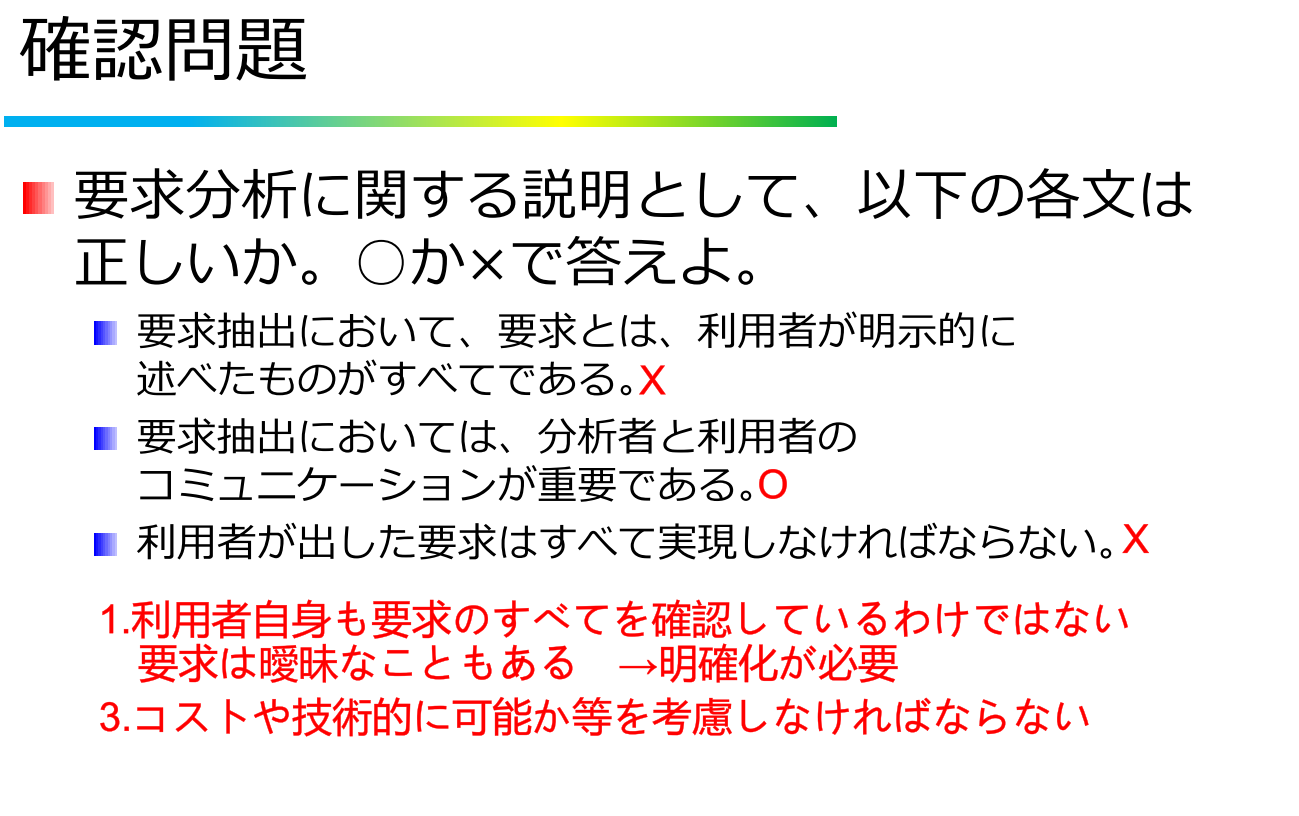 確認問題
要求分析に関する説明として、以下の各文は
正しいか。○か×で答えよ。
要求抽出において、要求とは、利用者が明示的に
述べたものがすべてである。X
要求抽出においては、分析者と利用者の
コミュニケーションが重要である。O
利用者が出した要求はすべて実現しなければならない。X
1.利用者自身も要求のすべてを確認しているわけではない
要求は曖昧なこともある　→明確化が必要
3.コストや技術的に可能か等を考慮しなければならない